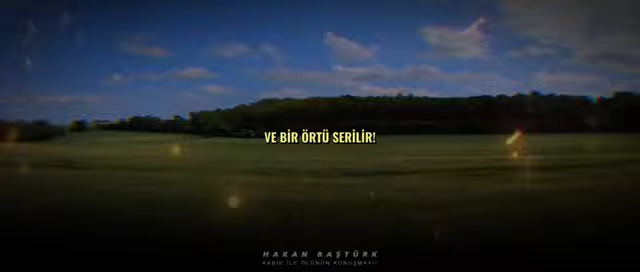 VE BİR ÖRTÜ SERİLİR!
HAKAN BAŞTÜRK
KABİR İLE ÖLÜNÜN KONUŞMASI!